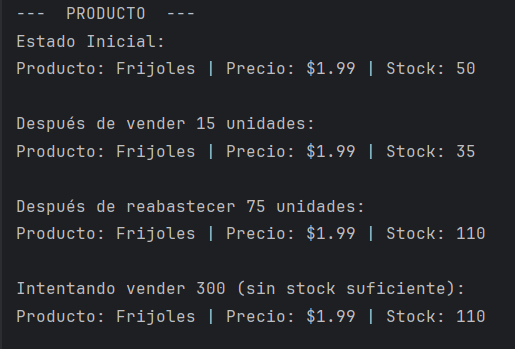 ---  PRODUCTO  ---
Estado Inicial:
Producto: Frijoles | Precio: $1.99 | Stock: 50
Después de vender 15 unidades:
Producto: Frijoles | Precio: $1.99 | Stock: 35
Después de reabastecer 75 unidades:
Producto: Frijoles | Precio: $1.99 | Stock: 110
Intentando vender 300 (sin stock suficiente):
Producto: Frijoles | Precio: $1.99 | Stock: 110